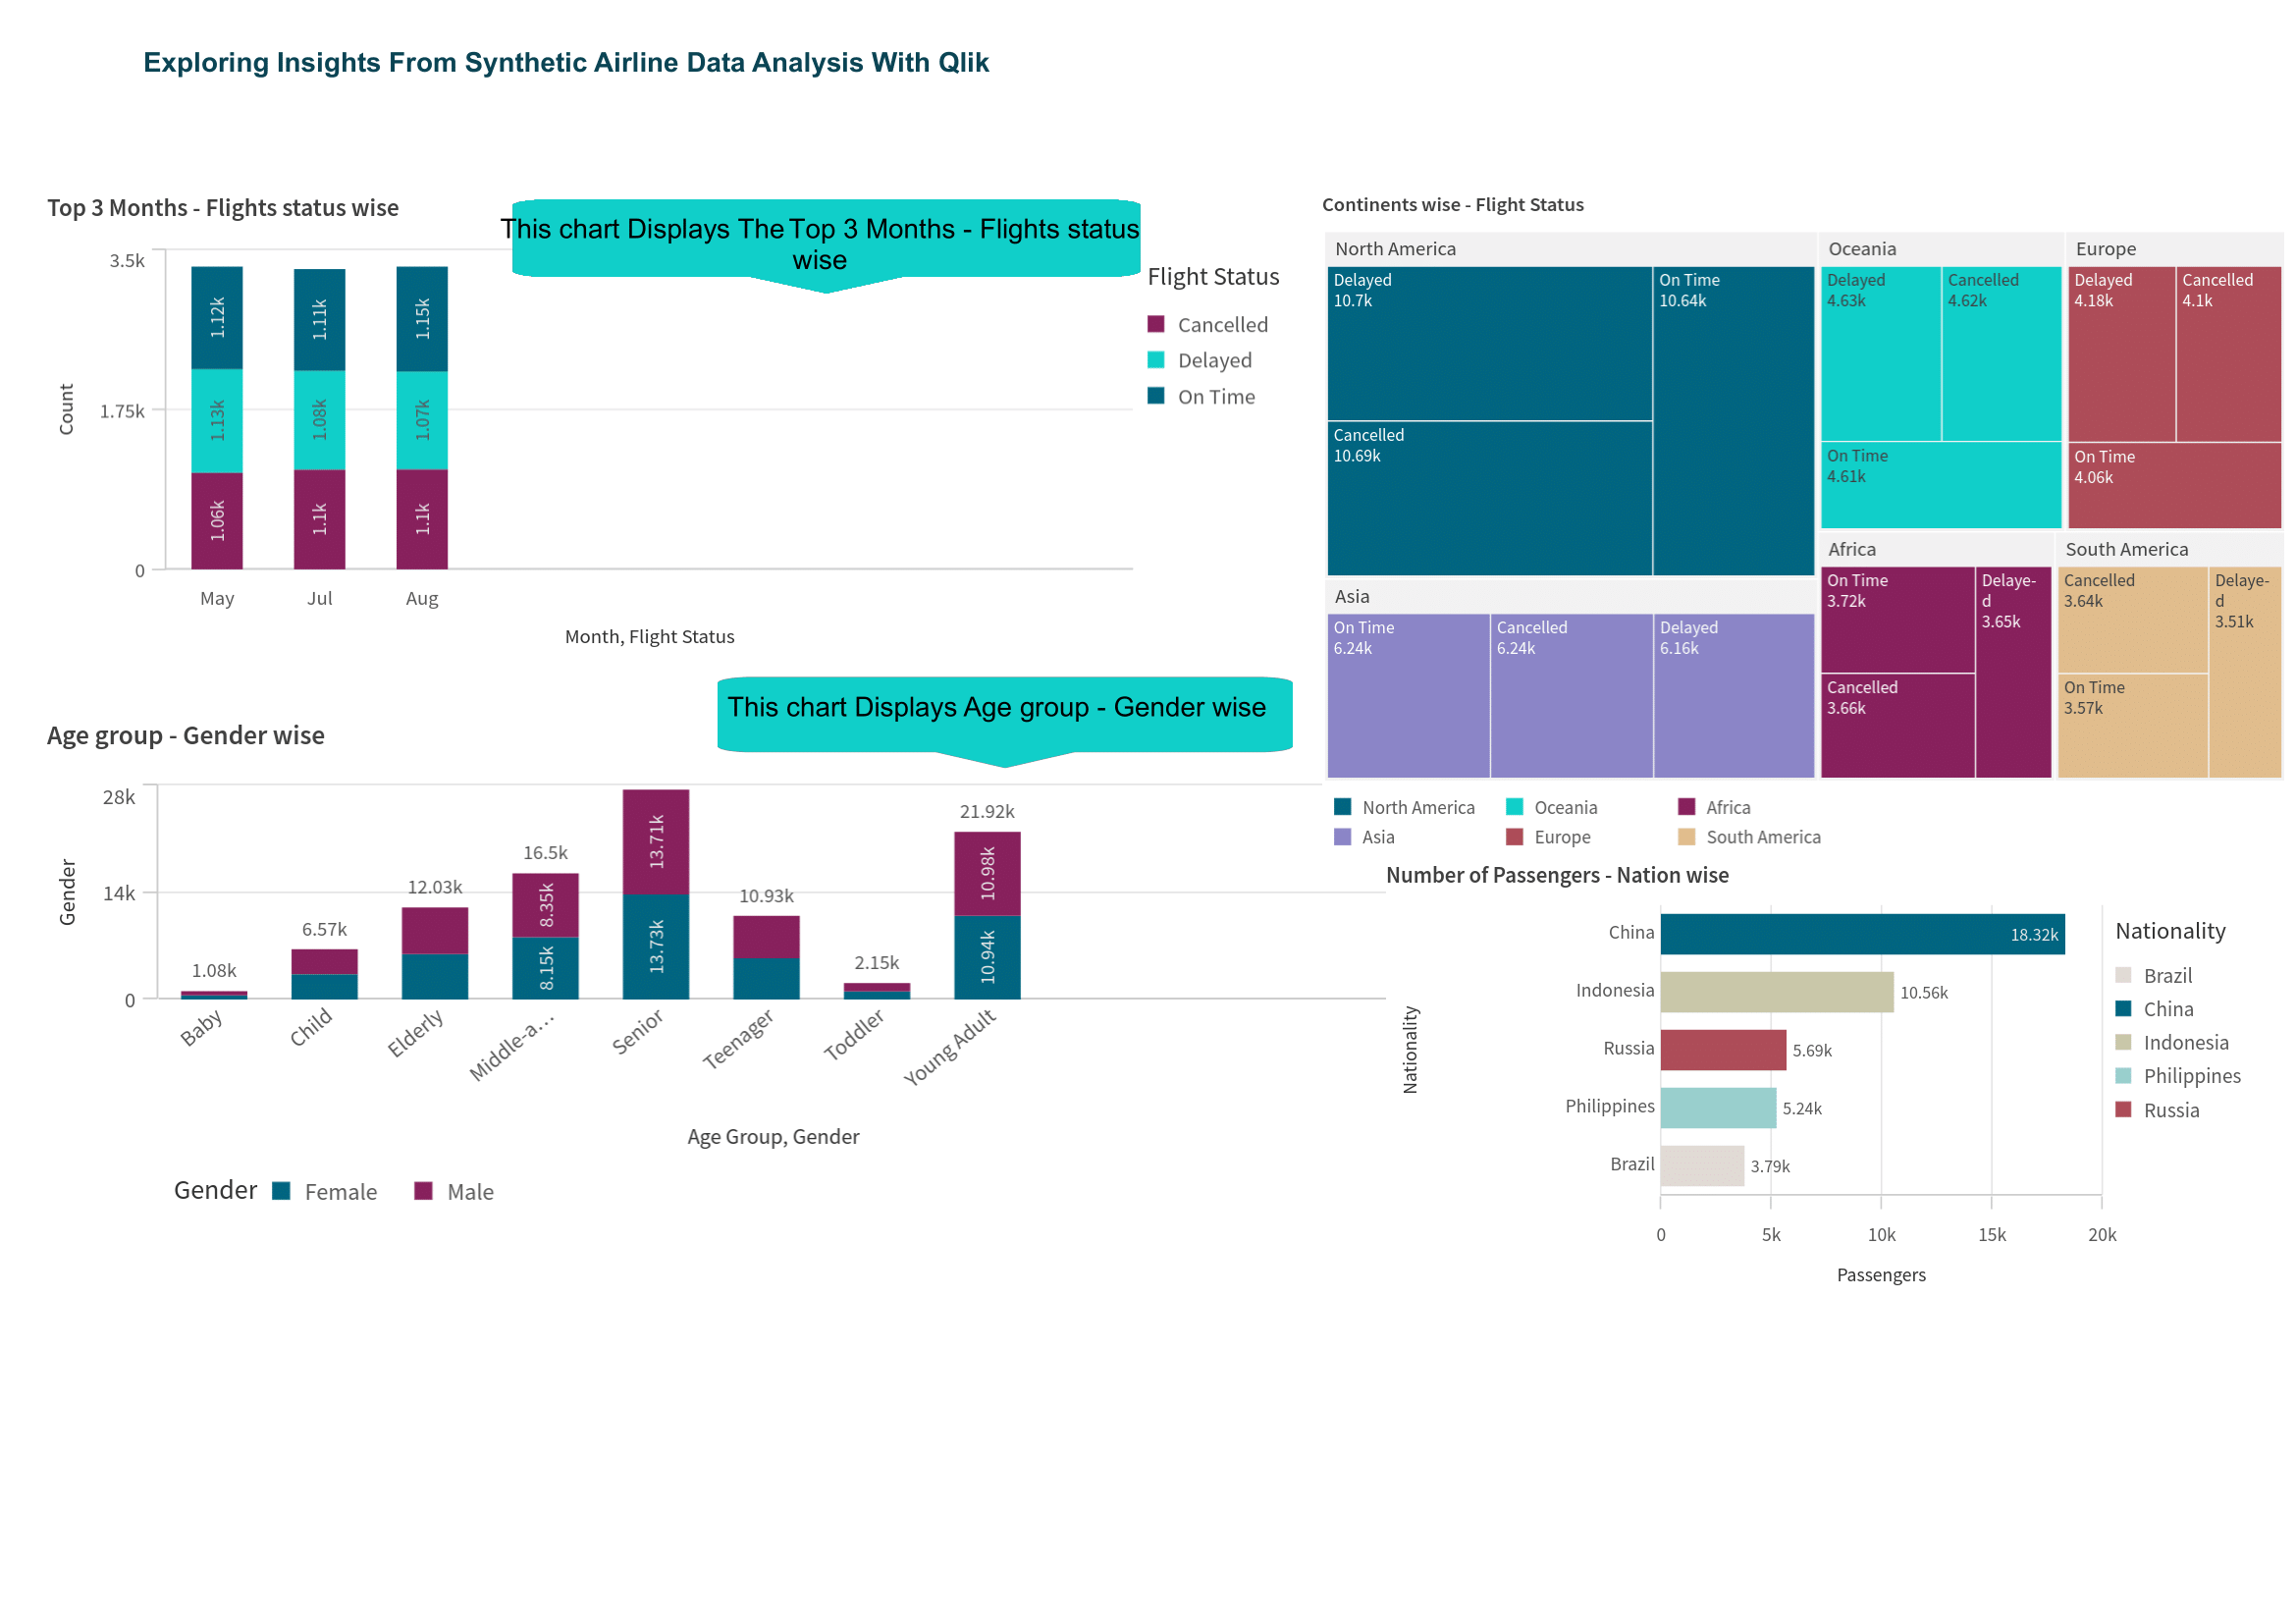 Exploring Insights From Synthetic Airline Data Analysis With Qlik
Top 3 Months - Flights status wise
This chart Displays The Top 3 Months - Flights status
wise
3.5k
1.75k
0
Count
1.12k
1.13k
1.06k
1.11k
1.08k
1.1k
1.15k
1.07k
1.1k
May
Jul
Aug
Month, Flight Status
Flight Status
Cancelled
Delayed
On Time
Age group - Gender wise
This chart Displays Age group - Gender wise
28k
14k
0
Gender
1.08k
6.57k
12.03k
16.5k
8.35k
8.15k
13.71k
13.73k
10.93k
2.15k
21.92k
10.98k
10.94k
Baby
Child
Elderly
Middle-a…
Senior
Teenager
Toddler
Young Adult
Age Group, Gender
Gender
Female
Male
Continents wise - Flight Status
North America
Delayed
10.7k
On Time
10.64k
Cancelled
10.69k
Asia
On Time
6.24k
Cancelled
6.24k
Delayed
6.16k
Oceania
Delayed
4.63k
Cancelled
4.62k
On Time
4.61k
Europe
Delayed
4.18k
Cancelled
4.1k
On Time
4.06k
Africa
On Time
3.72k
Delaye-
d
3.65k
Cancelled
3.66k
South America
Cancelled
3.64k
Delaye-
d
3.51k
On Time
3.57k
North America
Oceania
Africa
Asia
Europe
South America
Number of Passengers - Nation wise
Nationality
China
18.32k
Indonesia
10.56k
Russia
5.69k
Philippines
5.24k
Brazil
3.79k
0
5k
10k
15k
20k
Passengers
Nationality
Brazil
China
Indonesia
Philippines
Russia